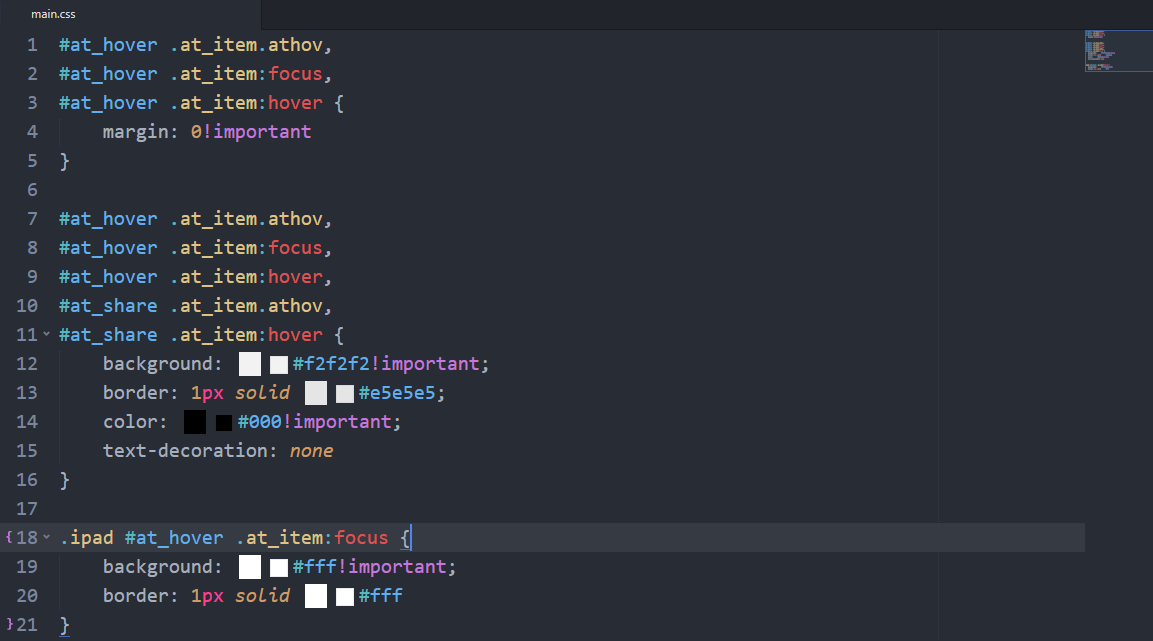 main.css
1 #at_hover .at_item.athov,
2 #at_hover .at_item:focus,
3 #at_hover .at_item:hover {
4 margin: 0!important
5 }
6
7 #at_hover .at_item.athov,
8 #at_hover .at_item:focus,
9 #at_hover .at_item:hover,
10 #at_share .at_item.athov,
11 #at_share .at_item:hover {
12 background: #f2f2f2!important;
13 border: 1px solid #e5e5e5;
14 color: #000!important;
15 text-decoration: none
16 }
17
{ 18 .ipad #at_hover .at_item:focus {
19 background: #fff!important;
20 border: 1px solid #fff
} 21 }